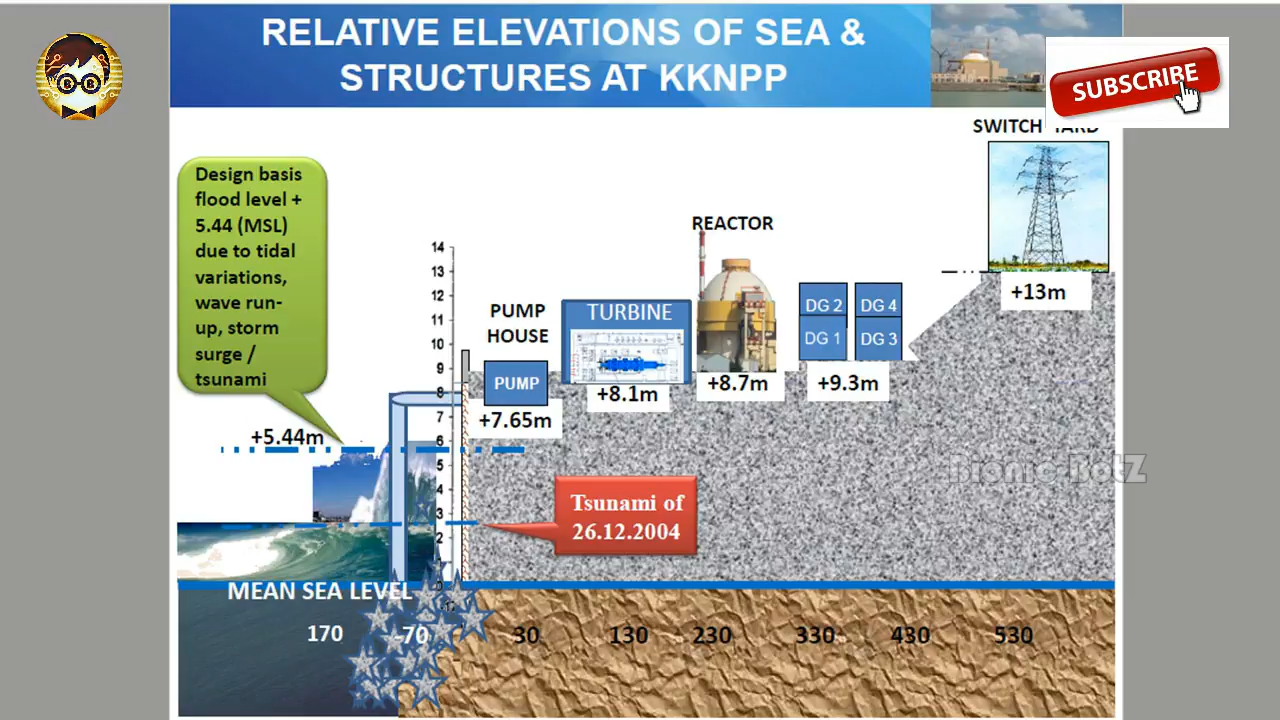 RELATIVE ELEVATIONS OF SEA &
STRUCTURES AT KKNPP
SUBSCRIBE
SWITCH YARD
Design basis
flood level +
5.44 (MSL)
due to tidal
variations,
wave run-
up, storm
surge /
tsunami
REACTOR
14
13
12
11
10
9
8
7
6
5
4
3
2
1
0
PUMP
HOUSE
TURBINE
DG 2
DG 4
DG 1
DG 3
PUMP
+13m
+7.65m
+8.1m
+8.7m
+9.3m
+5.44m
Bionic BotZ
Tsunami of
26.12.2004
MEAN SEA LEVEL
170
70
30
130
230
330
430
530